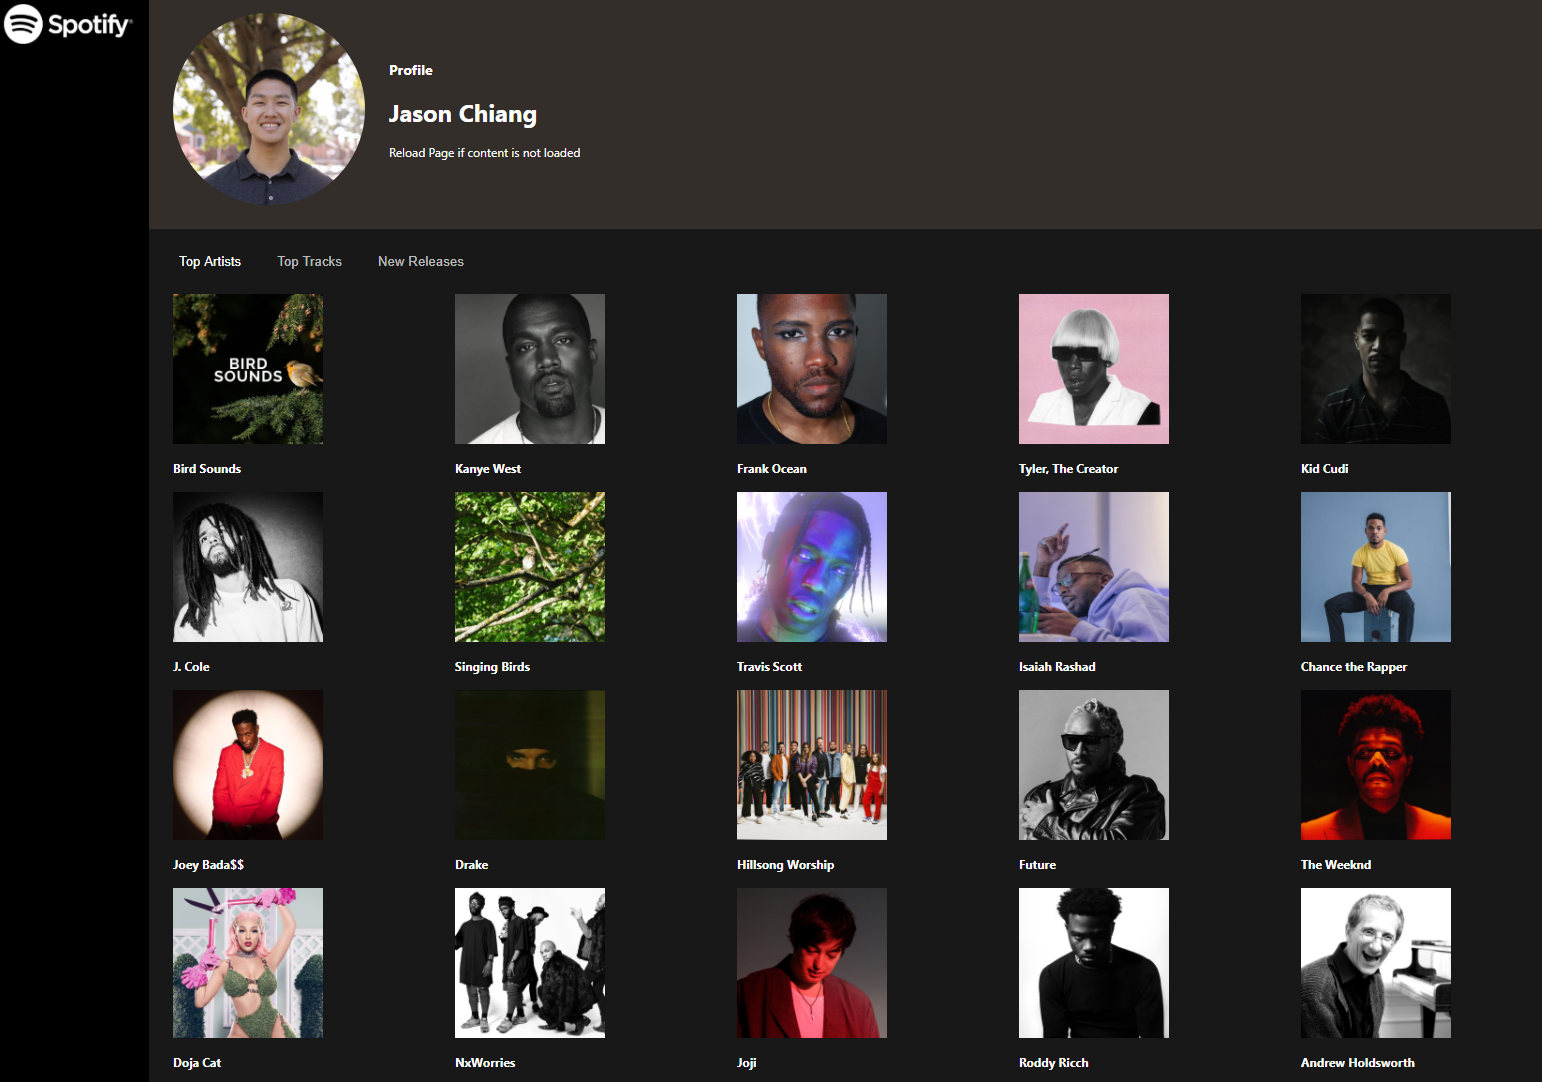 Spotify
Profile
Jason Chiang
Reload Page if content is not loaded
Top Artists
Top Tracks
New Releases
BIRD
SOUNDS
Bird Sounds
Kanye West
Frank Ocean
Tyler, The Creator
Kid Cudi
J. Cole
Singing Birds
Travis Scott
Isaiah Rashad
Chance the Rapper
Joey Bada$$
Drake
Hillsong Worship
Future
The Weeknd
Doja Cat
NxWorries
Joji
Roddy Ricch
Andrew Holdsworth